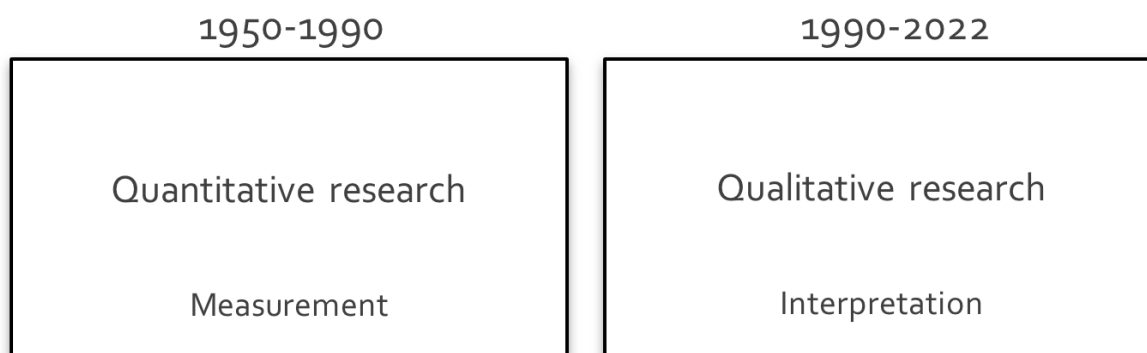 1950-1990
Quantitative research
Measurement
1990-2022
Qualitative research
Interpretation